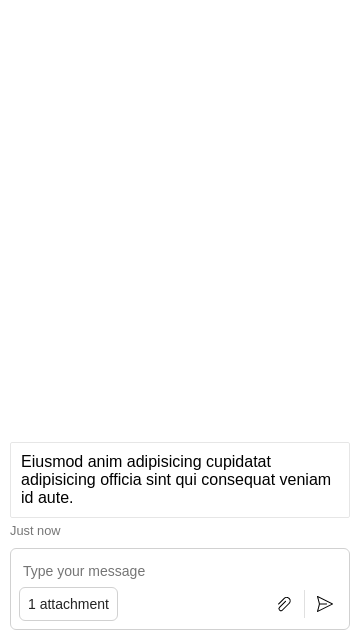 Eiusmod anim adipisicing cupidatat
adipisicing officia sint qui consequat veniam
id aute.
Just now
Type your message
1 attachment